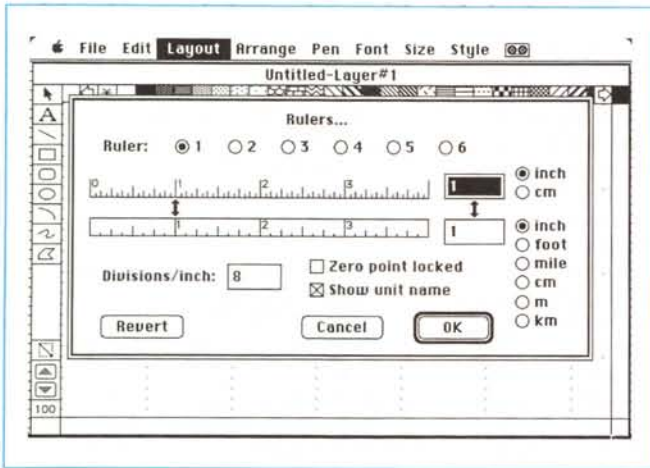 File Edit Layout Arrange Pen Font Size Style
Untitled-Layer#1
A
Rulers...
Ruler: 1 2 3 4 5 6
0 1 2 3
1
inch
cm
1 2 3
1
inch
foot
mile
cm
m
km
Divisions/inch: 8
Zero point locked
Show unit name
Revert Cancel OK
100